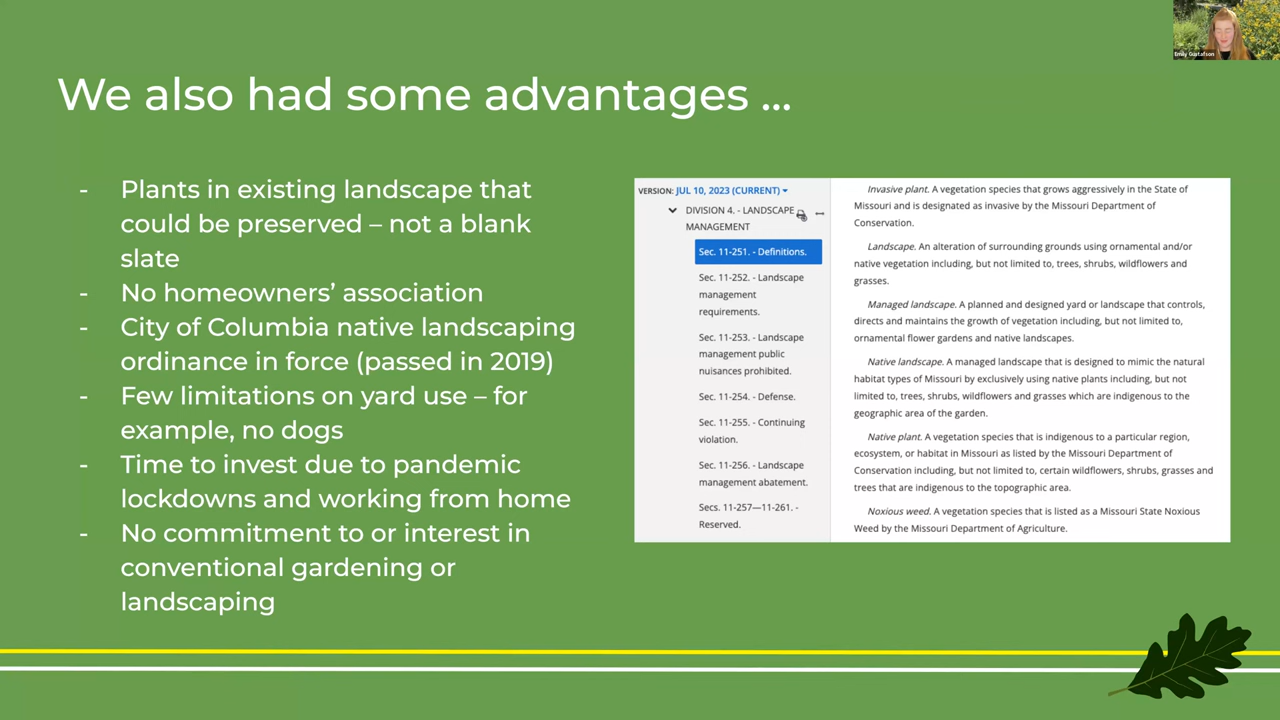 Emily Gustafson
We also had some advantages ...
- Plants in existing landscape that
could be preserved – not a blank
slate
- No homeowners’ association
- City of Columbia native landscaping
ordinance in force (passed in 2019)
- Few limitations on yard use – for
example, no dogs
- Time to invest due to pandemic
lockdowns and working from home
- No commitment to or interest in
conventional gardening or
landscaping
VERSION: JUL 10, 2023 (CURRENT)
DIVISION 4. - LANDSCAPE
MANAGEMENT
Sec. 11-251. - Definitions.
Sec. 11-252. - Landscape
management
requirements.
Sec. 11-253. - Landscape
management public
nuisances prohibited.
Sec. 11-254. - Defense.
Sec. 11-255. - Continuing
violation.
Sec. 11-256. - Landscape
management abatement.
Secs. 11-257—11-261. -
Reserved.
Invasive plant. A vegetation species that grows aggressively in the State of
Missouri and is designated as invasive by the Missouri Department of
Conservation.
Landscape. An alteration of surrounding grounds using ornamental and/or
native vegetation including, but not limited to, trees, shrubs, wildflowers and
grasses.
Managed landscape. A planned and designed yard or landscape that controls,
directs and maintains the growth of vegetation including, but not limited to,
ornamental flower gardens and native landscapes.
Native landscape. A managed landscape that is designed to mimic the natural
habitat types of Missouri by exclusively using native plants including, but not
limited to, trees, shrubs, wildflowers and grasses which are indigenous to the
geographic area of the garden.
Native plant. A vegetation species that is indigenous to a particular region,
ecosystem, or habitat in Missouri as listed by the Missouri Department of
Conservation including, but not limited to, certain wildflowers, shrubs, grasses and
trees that are indigenous to the topographic area.
Noxious weed. A vegetation species that is listed as a Missouri State Noxious
Weed by the Missouri Department of Agriculture.